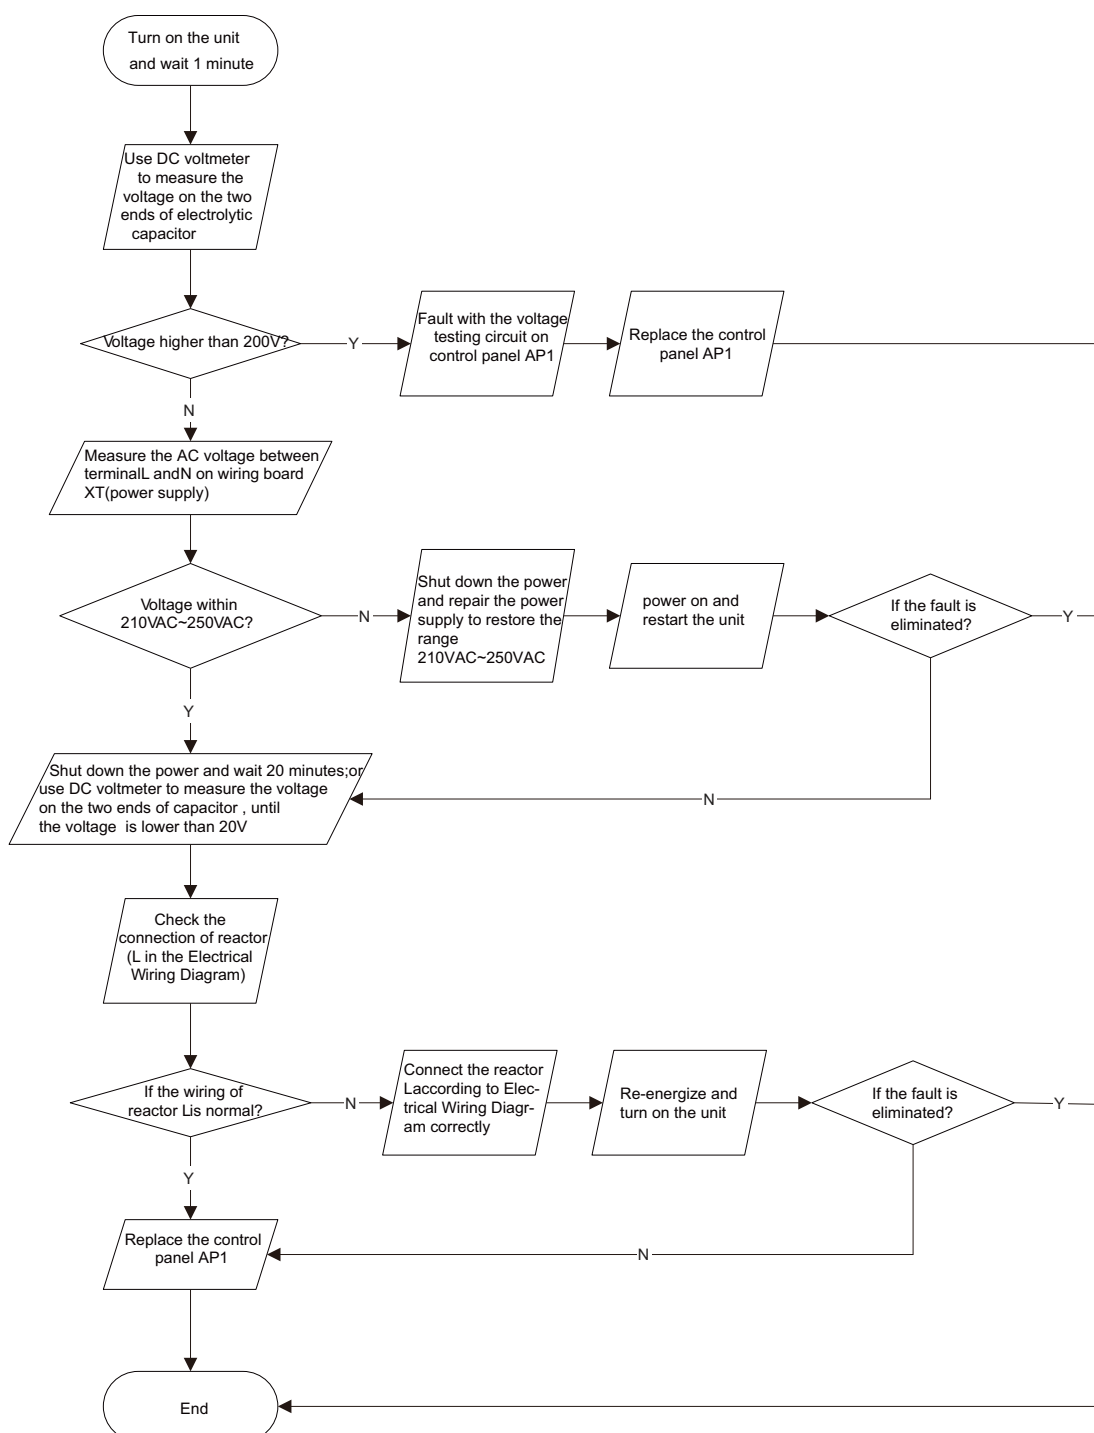 Turn on the unit
and wait 1 minute
Use DC voltmeter
to measure the
voltage on the two
ends of electrolytic
capacitor
Voltage higher than 200V?
Y
Fault with the voltage
testing circuit on
control panel AP1
Replace the control
panel AP1
N
Measure the AC voltage between
terminalL andN on wiring board
XT(power supply)
Voltage within
210VAC~250VAC?
N
Shut down the power
and repair the power
supply to restore the
range
210VAC~250VAC
power on and
restart the unit
If the fault is
eliminated?
Y
Y
Shut down the power and wait 20 minutes;or
use DC voltmeter to measure the voltage
on the two ends of capacitor , until
the voltage is lower than 20V
N
Check the
connection of reactor
(L in the Electrical
Wiring Diagram)
If the wiring of
reactor Lis normal?
N
Connect the reactor
Laccording to Elec-
trical Wiring Diagr-
am correctly
Re-energize and
turn on the unit
If the fault is
eliminated?
Y
Y
Replace the control
panel AP1
N
End